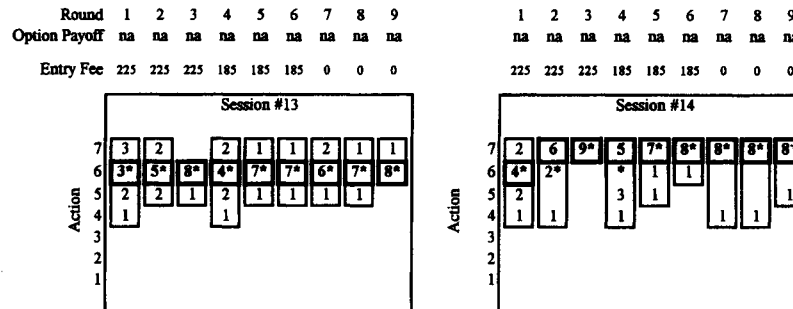 Round 1 2 3 4 5 6 7 8 9 1 2 3 4 5 6 7 8 9
Option Payoff na na na na na na na na na na na na na na na na na na
Entry Fee 225 225 225 185 185 185 0 0 0 225 225 225 185 185 185 0 0 0
Session #13 Session #14
7 3 2 2 1 1 2 1 1 7 2 6 9* 5 7* 8* 8* 8* 8*
6 3* 5* 8* 4* 7* 7* 6* 7* 8* 6 4* 2* * 1 1
5 2 2 1 2 1 1 1 1 5 2 3 1 1
Action 4 1 1 Action 4 1 1 1 1 1
3 3
2 2
1 1